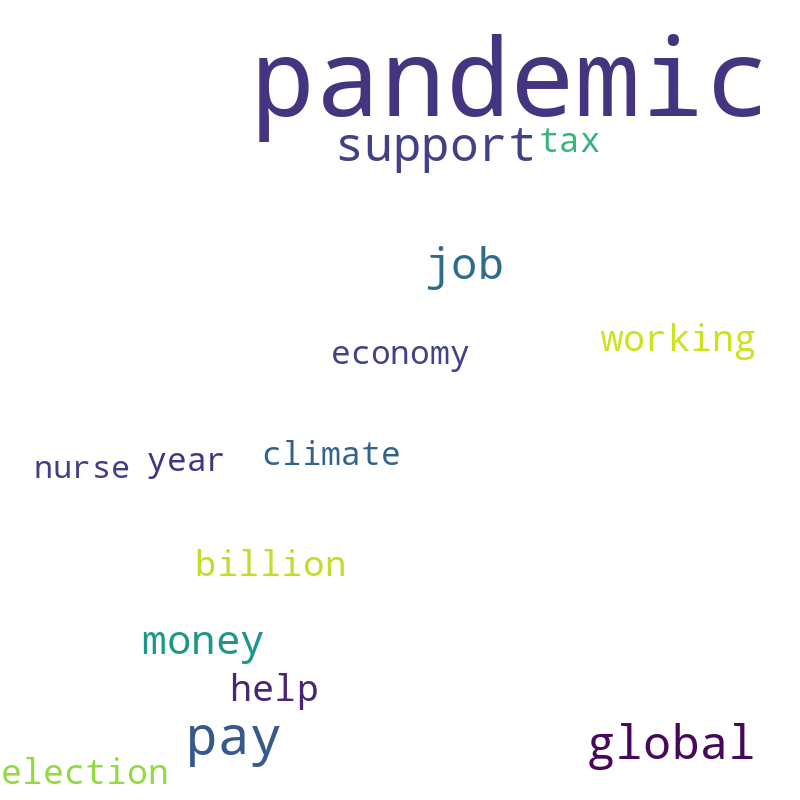 pandemic
support tax
job
working
economy
climate
year
nurse
billion
money
help
pay
global
election